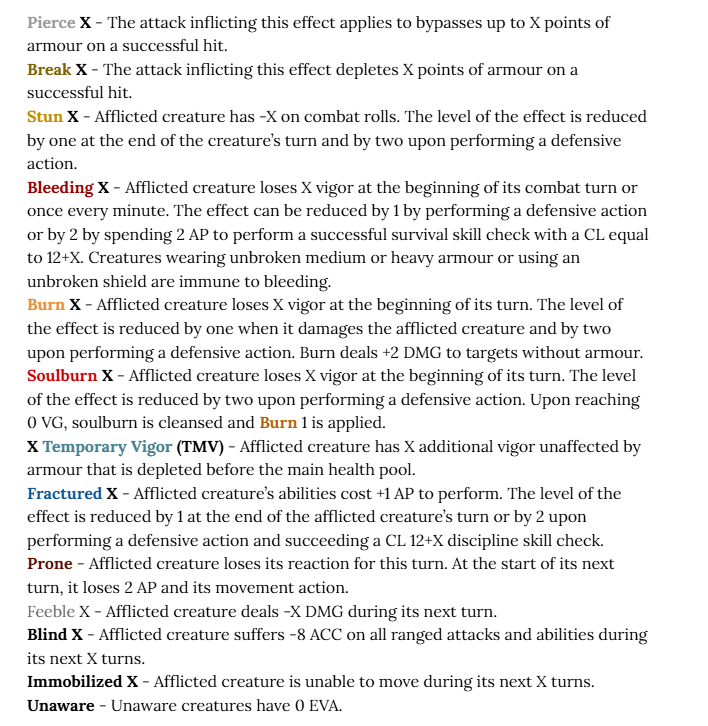 Pierce X - The attack inflicting this effect applies to bypasses up to X points of
armour on a successful hit.
Break X - The attack inflicting this effect depletes X points of armour on a
successful hit.
Stun X - Afflicted creature has -X on combat rolls. The level of the effect is reduced
by one at the end of the creature’s turn and by two upon performing a defensive
action.
Bleeding X - Afflicted creature loses X vigor at the beginning of its combat turn or
once every minute. The effect can be reduced by 1 by performing a defensive action
or by 2 by spending 2 AP to perform a successful survival skill check with a CL equal
to 12+X. Creatures wearing unbroken medium or heavy armour or using an
unbroken shield are immune to bleeding.
Burn X - Afflicted creature loses X vigor at the beginning of its turn. The level of
the effect is reduced by one when it damages the afflicted creature and by two
upon performing a defensive action. Burn deals +2 DMG to targets without armour.
Soulburn X - Afflicted creature loses X vigor at the beginning of its turn. The level
of the effect is reduced by two upon performing a defensive action. Upon reaching
0 VG, soulburn is cleansed and Burn 1 is applied.
X Temporary Vigor (TMV) - Afflicted creature has X additional vigor unaffected by
armour that is depleted before the main health pool.
Fractured X - Afflicted creature’s abilities cost +1 AP to perform. The level of the
effect is reduced by 1 at the end of the afflicted creature’s turn or by 2 upon
performing a defensive action and succeeding a CL 12+X discipline skill check.
Prone - Afflicted creature loses its reaction for this turn. At the start of its next
turn, it loses 2 AP and its movement action.
Feeble X - Afflicted creature deals -X DMG during its next turn.
Blind X - Afflicted creature suffers -8 ACC on all ranged attacks and abilities during
its next X turns.
Immobilized X - Afflicted creature is unable to move during its next X turns.
Unaware - Unaware creatures have 0 EVA.